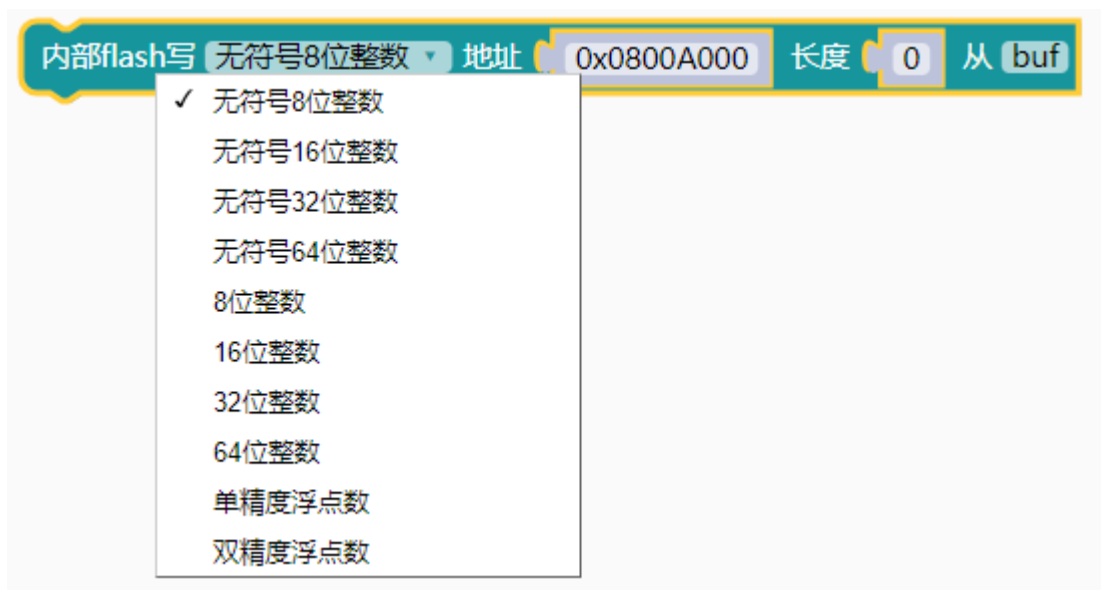 内部flash写 无符号8位整数 地址 0x0800A000 长度 0 从 buf
✓ 无符号8位整数
无符号16位整数
无符号32位整数
无符号64位整数
8位整数
16位整数
32位整数
64位整数
单精度浮点数
双精度浮点数